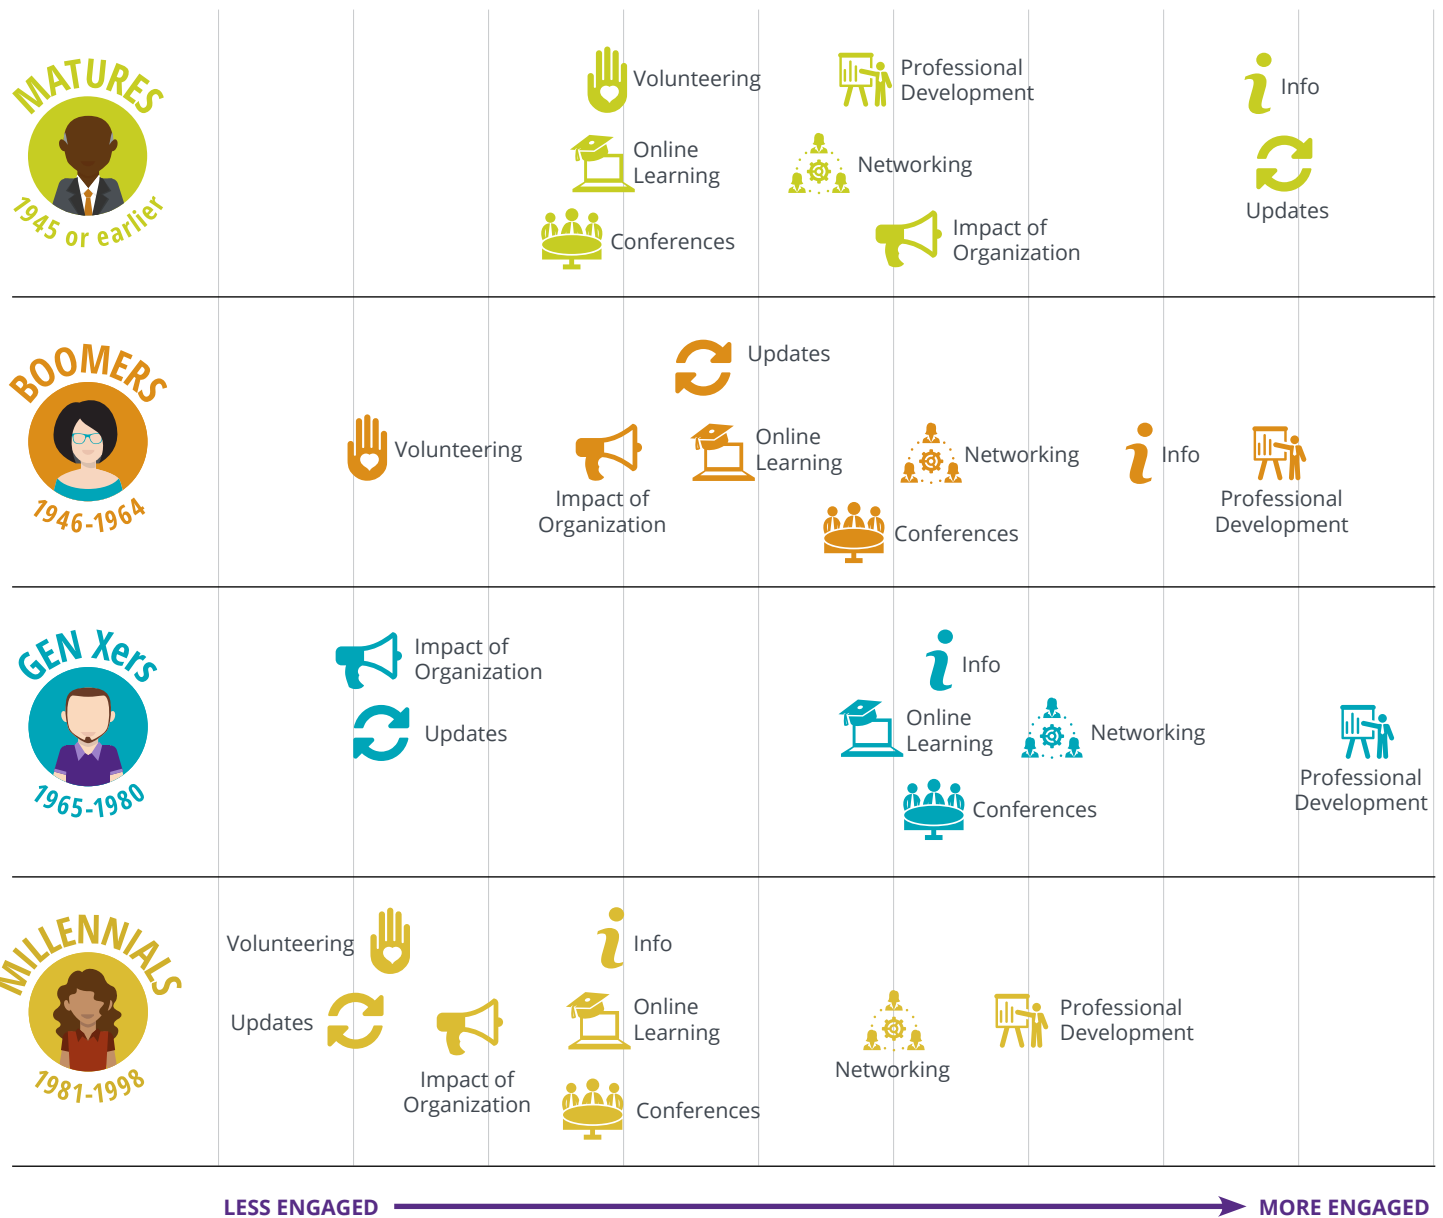 MATURES
1945 or earlier
Volunteering
Professional
Development
Info
Online
Learning
Networking
Updates
Conferences
Impact of
Organization
BOOMERS
1946-1964
Updates
Volunteering
Impact of
Organization
Online
Learning
Networking
Info
Professional
Development
Conferences
GEN Xers
1965-1980
Impact of
Organization
Updates
Info
Online
Learning
Networking
Conferences
Professional
Development
MILLENNIALS
1981-1998
Volunteering
Info
Updates
Impact of
Organization
Online
Learning
Conferences
Networking
Professional
Development
LESS ENGAGED
MORE ENGAGED